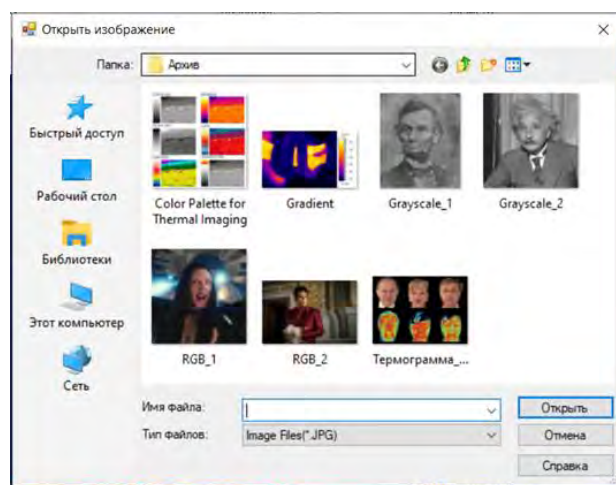 Открыть изображение
Папка:
Архив
Быстрый доступ
Рабочий стол
Библиотеки
Этот компьютер
Сеть
Color Palette for
Thermal Imaging
Gradient
Grayscale_1
Grayscale_2
RGB_1
RGB_2
Термограмма_...
Имя файла:
Тип файлов:
Image Files(*.JPG)
Открыть
Отмена
Справка